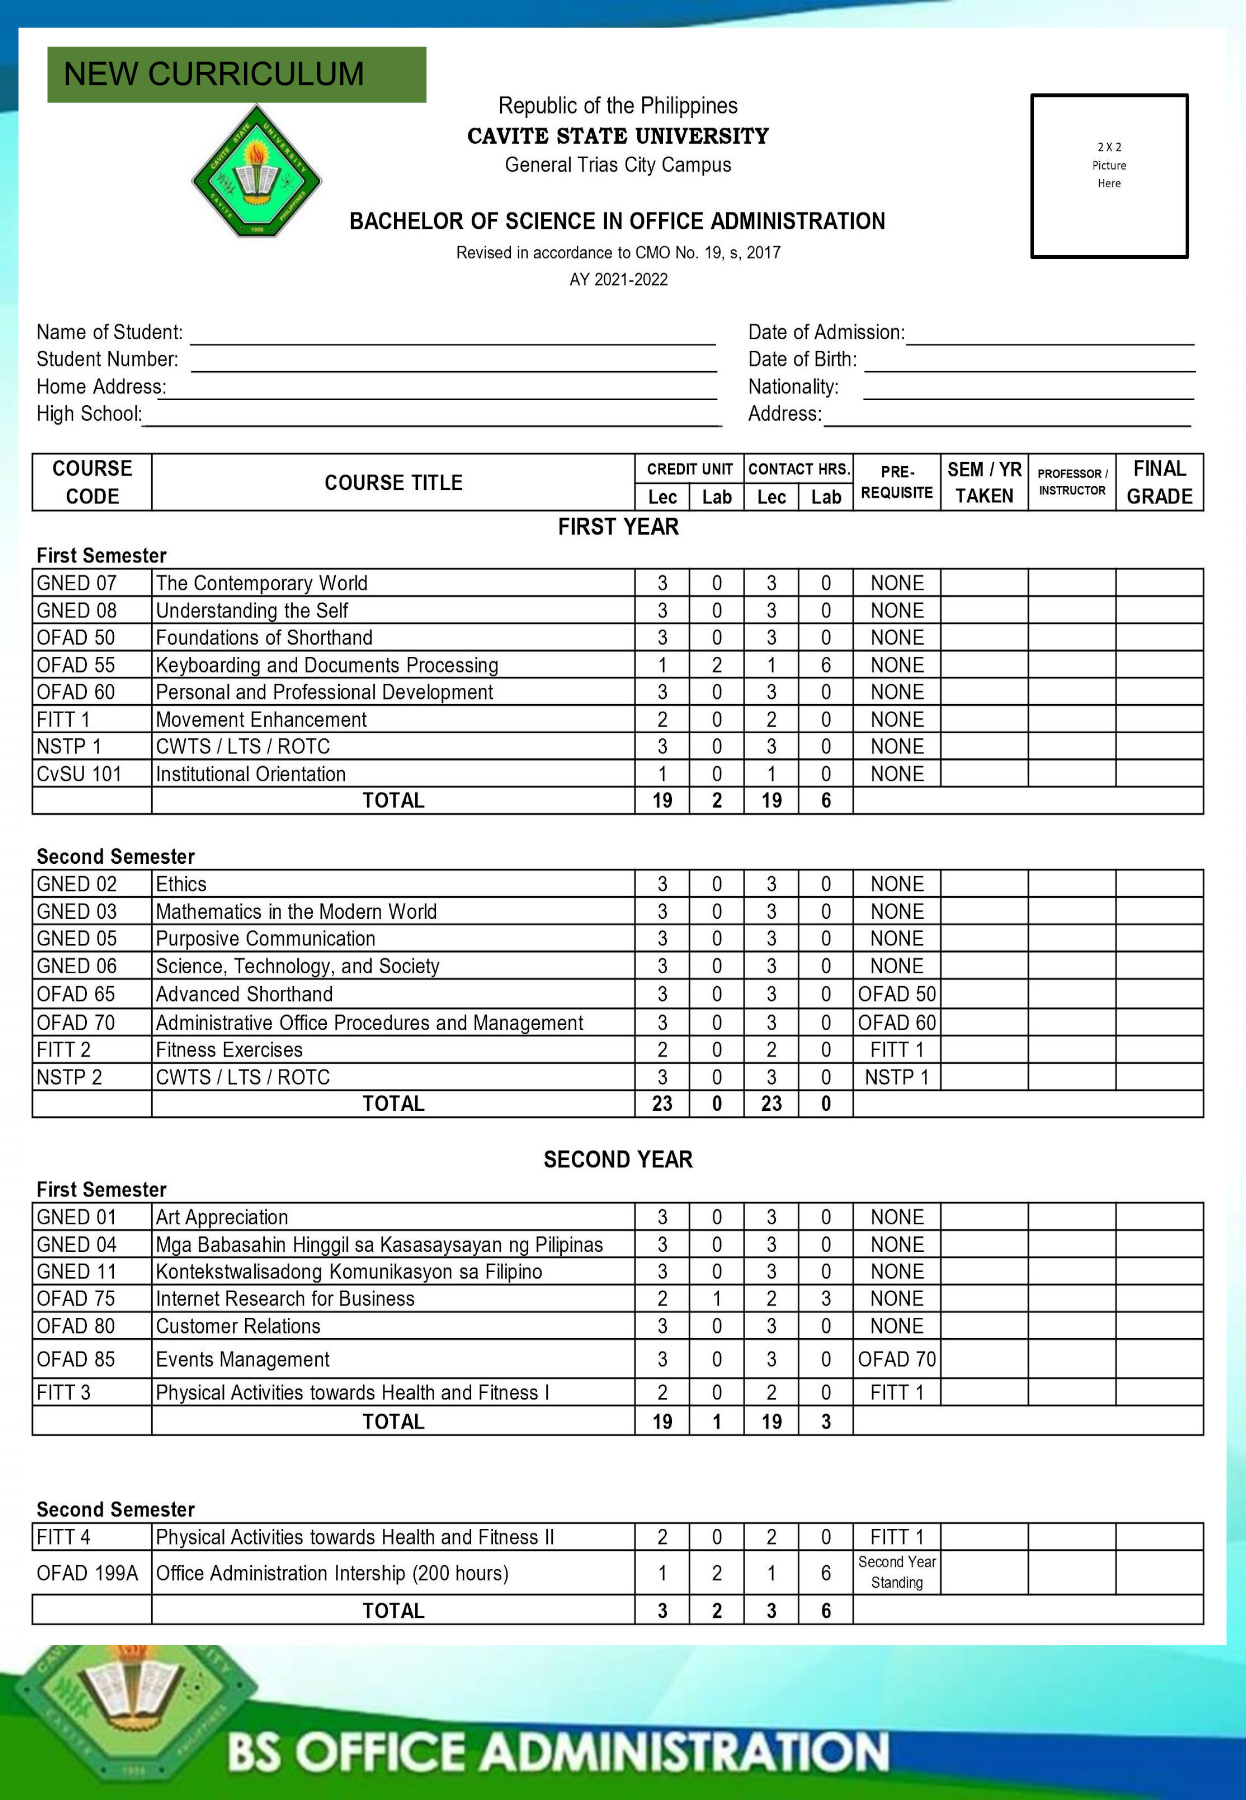 NEW CURRICULUM
Republic of the Philippines
CAVITE STATE UNIVERSITY
General Trias City Campus
BACHELOR OF SCIENCE IN OFFICE ADMINISTRATION
Revised in accordance to CMO No. 19, s, 2017
AY 2021-2022
2 X 2
Picture
Here
CAVITE STATE UNIVERSITY
CAVITE PHILIPPINES
1906
Name of Student: Date of Admission:
Student Number: Date of Birth:
Home Address: Nationality:
High School: Address:
COURSE CODE COURSE TITLE CREDIT UNIT CONTACT HRS. PRE-REQUISITE SEM / YR TAKEN PROFESSOR / INSTRUCTOR FINAL GRADE
Lec Lab Lec Lab
FIRST YEAR
First Semester
GNED 07 The Contemporary World 3 0 3 0 NONE
GNED 08 Understanding the Self 3 0 3 0 NONE
OFAD 50 Foundations of Shorthand 3 0 3 0 NONE
OFAD 55 Keyboarding and Documents Processing 1 2 1 6 NONE
OFAD 60 Personal and Professional Development 3 0 3 0 NONE
FITT 1 Movement Enhancement 2 0 2 0 NONE
NSTP 1 CWTS / LTS / ROTC 3 0 3 0 NONE
CvSU 101 Institutional Orientation 1 0 1 0 NONE
TOTAL 19 2 19 6
Second Semester
GNED 02 Ethics 3 0 3 0 NONE
GNED 03 Mathematics in the Modern World 3 0 3 0 NONE
GNED 05 Purposive Communication 3 0 3 0 NONE
GNED 06 Science, Technology, and Society 3 0 3 0 NONE
OFAD 65 Advanced Shorthand 3 0 3 0 OFAD 50
OFAD 70 Administrative Office Procedures and Management 3 0 3 0 OFAD 60
FITT 2 Fitness Exercises 2 0 2 0 FITT 1
NSTP 2 CWTS / LTS / ROTC 3 0 3 0 NSTP 1
TOTAL 23 0 23 0
SECOND YEAR
First Semester
GNED 01 Art Appreciation 3 0 3 0 NONE
GNED 04 Mga Babasahin Hinggil sa Kasasaysayan ng Pilipinas 3 0 3 0 NONE
GNED 11 Kontekstwalisadong Komunikasyon sa Filipino 3 0 3 0 NONE
OFAD 75 Internet Research for Business 2 1 2 3 NONE
OFAD 80 Customer Relations 3 0 3 0 NONE
OFAD 85 Events Management 3 0 3 0 OFAD 70
FITT 3 Physical Activities towards Health and Fitness I 2 0 2 0 FITT 1
TOTAL 19 1 19 3
Second Semester
FITT 4 Physical Activities towards Health and Fitness II 2 0 2 0 FITT 1
OFAD 199A Office Administration Intership (200 hours) 1 2 1 6 Second Year Standing
TOTAL 3 2 3 6
BS OFFICE ADMINISTRATION